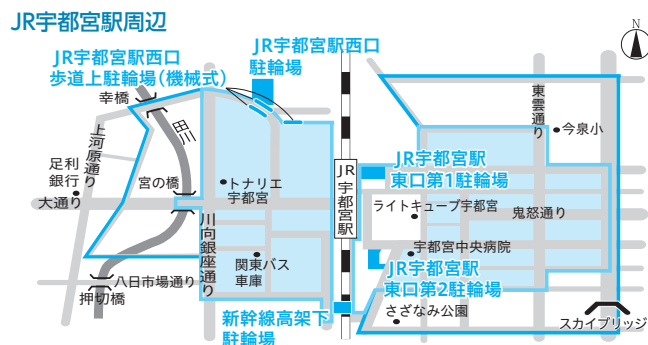 JR宇都宮駅周辺
JR宇都宮駅西口
歩道上駐輪場(機械式)
JR宇都宮駅西口
駐輪場
N
幸橋
田川
上河原通り
足利
銀行
宮の橋
大通り
トナリエ
宇都宮
川向銀座通り
関東バス
車庫
八日市場通り
押切橋
新幹線高架下
駐輪場
JR宇都宮駅
東雲通り
今泉小
JR宇都宮駅
東口第1駐輪場
ライトキューブ宇都宮
鬼怒通り
宇都宮中央病院
JR宇都宮駅
東口第2駐輪場
さざなみ公園
スカイブリッジ